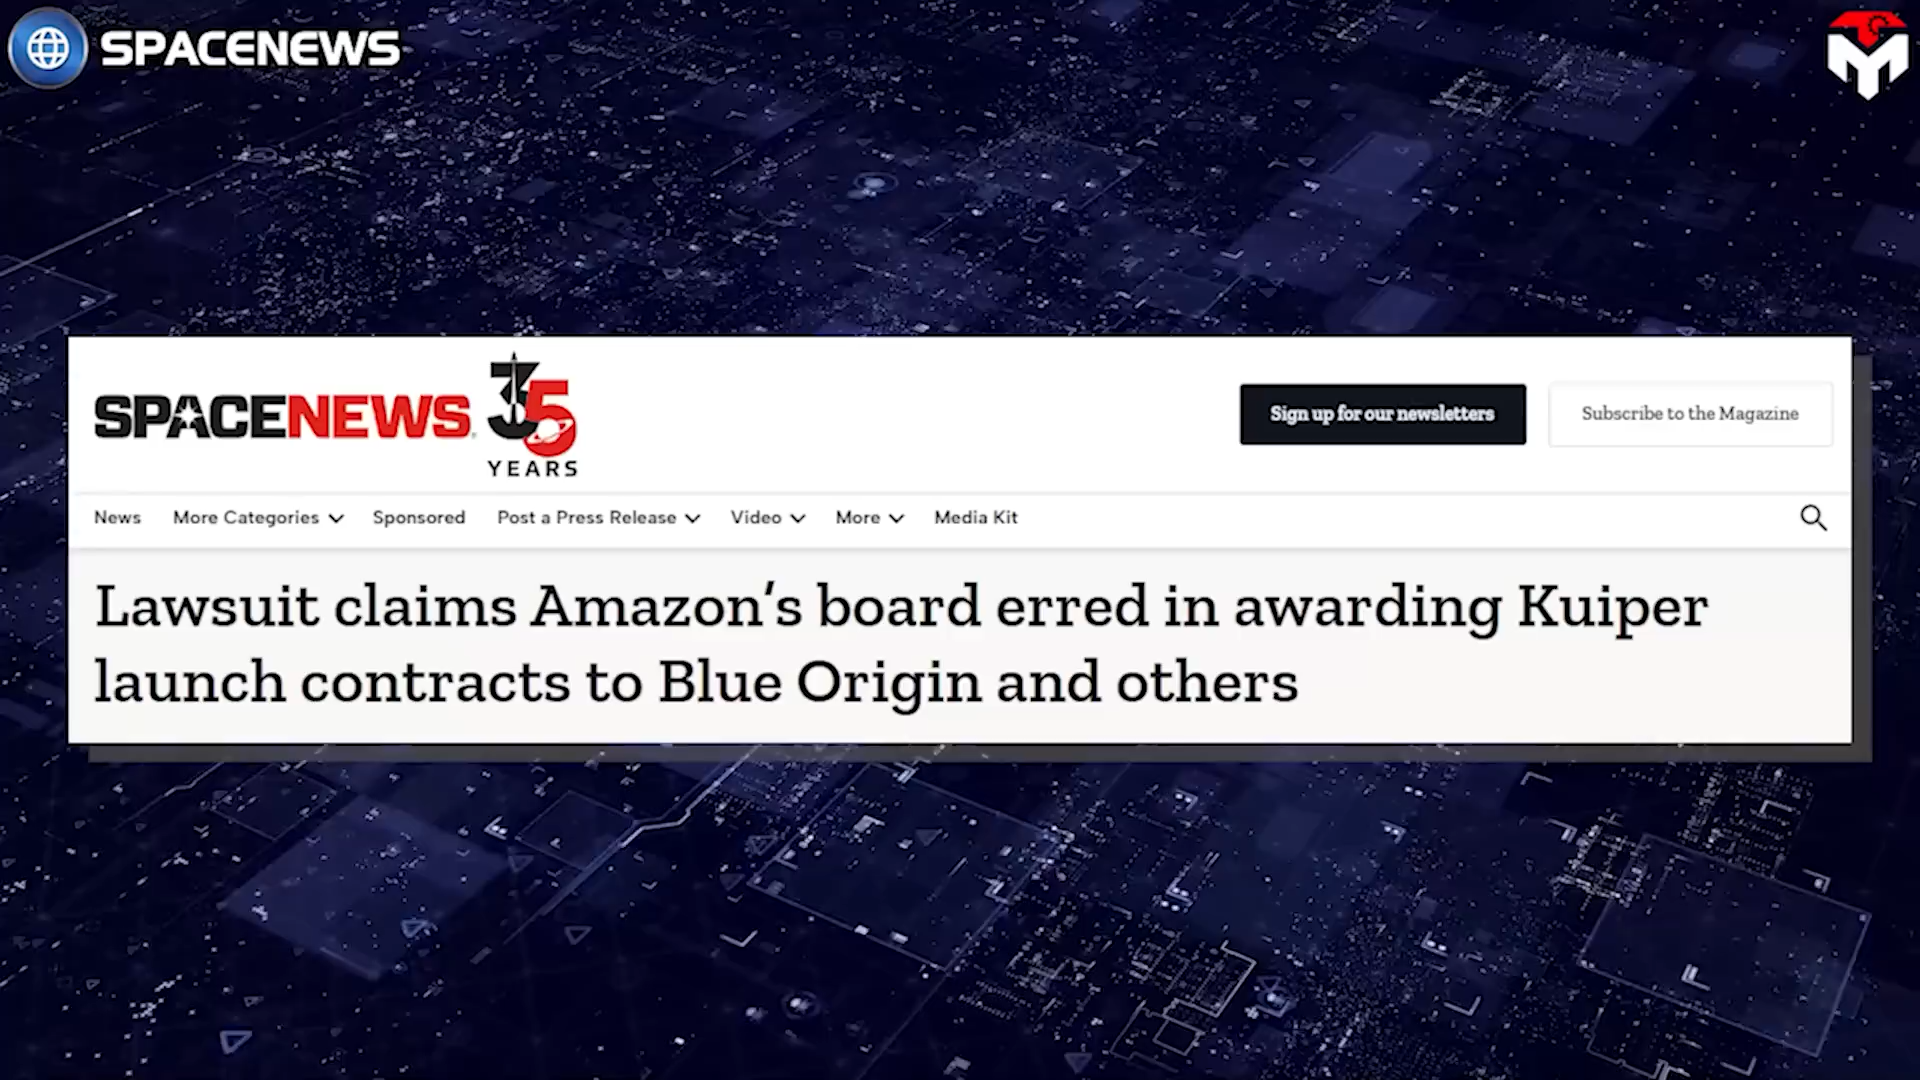 SPACENEWS
SPACENEWS
35
YEARS
Sign up for our newsletters
Subscribe to the Magazine
News
More Categories
Sponsored
Post a Press Release
Video
More
Media Kit
Lawsuit claims Amazon’s board erred in awarding Kuiper
launch contracts to Blue Origin and others